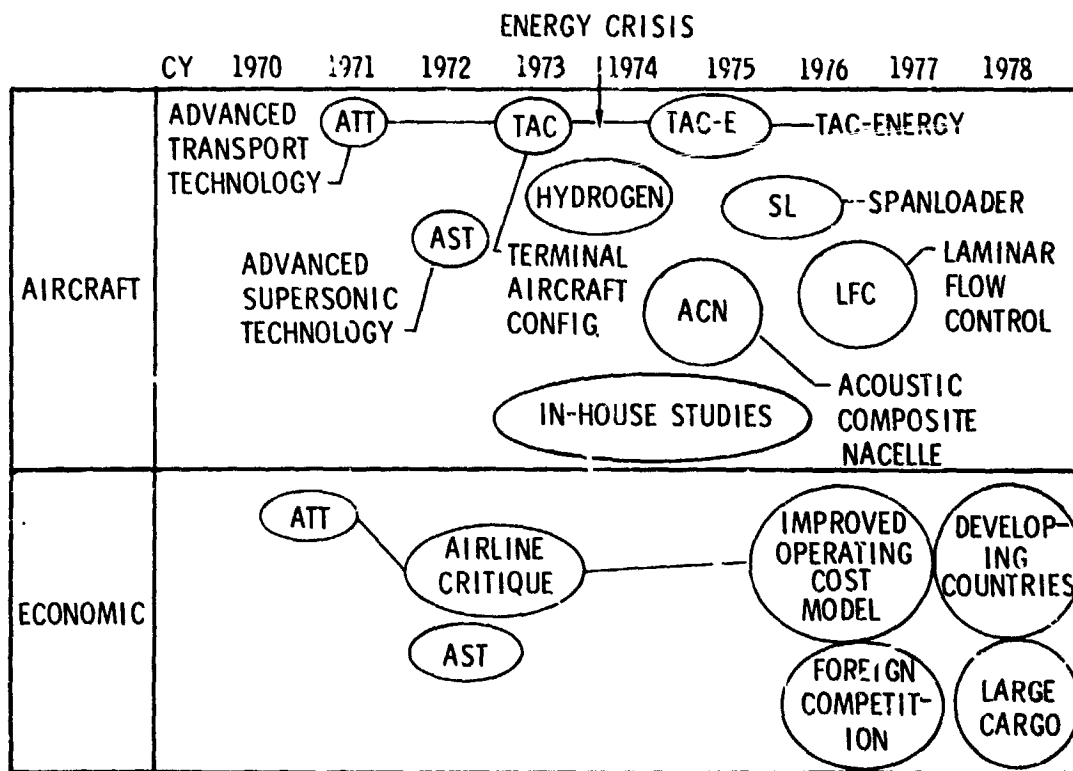 ENERGY CRISIS
CY 1970 1971 1972 1973 1974 1975 1976 1977 1978
AIRCRAFT
ADVANCED
TRANSPORT
TECHNOLOGY
ATT
TAC
TAC-E
TAC-ENERGY
HYDROGEN
SL
SPANLOADER
AST
ADVANCED
SUPERSONIC
TECHNOLOGY
TERMINAL
AIRCRAFT
CONFIG.
ACN
LFC
LAMINAR
FLOW
CONTROL
IN-HOUSE STUDIES
ACOUSTIC
COMPOSITE
NACELLE
ECONOMIC
ATT
AIRLINE
CRITIQUE
AST
IMPROVED
OPERATING
COST
MODEL
DEVELOP-
ING
COUNTRIES
FOREIGN
COMPETIT-
ION
LARGE
CARGO